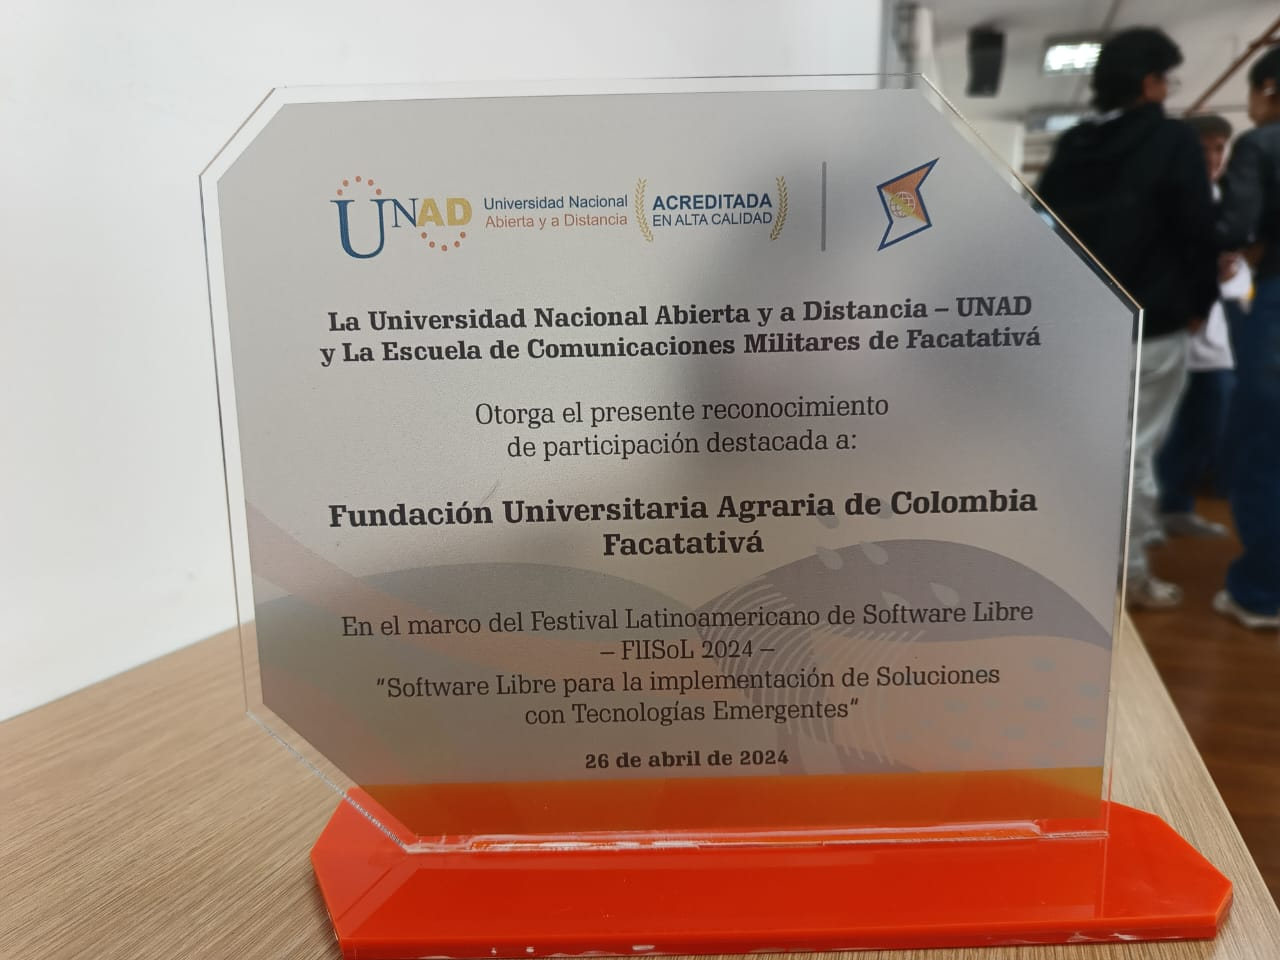 UNAD
Universidad Nacional
Abierta y a Distancia
ACREDITADA
EN ALTA CALIDAD
La Universidad Nacional Abierta y a Distancia – UNAD
y La Escuela de Comunicaciones Militares de Facatativá
Otorga el presente reconocimiento
de participación destacada a:
Fundación Universitaria Agraria de Colombia
Facatativá
En el marco del Festival Latinoamericano de Software Libre
– FlISoL 2024 –
"Software Libre para la implementación de Soluciones
con Tecnologías Emergentes"
26 de abril de 2024